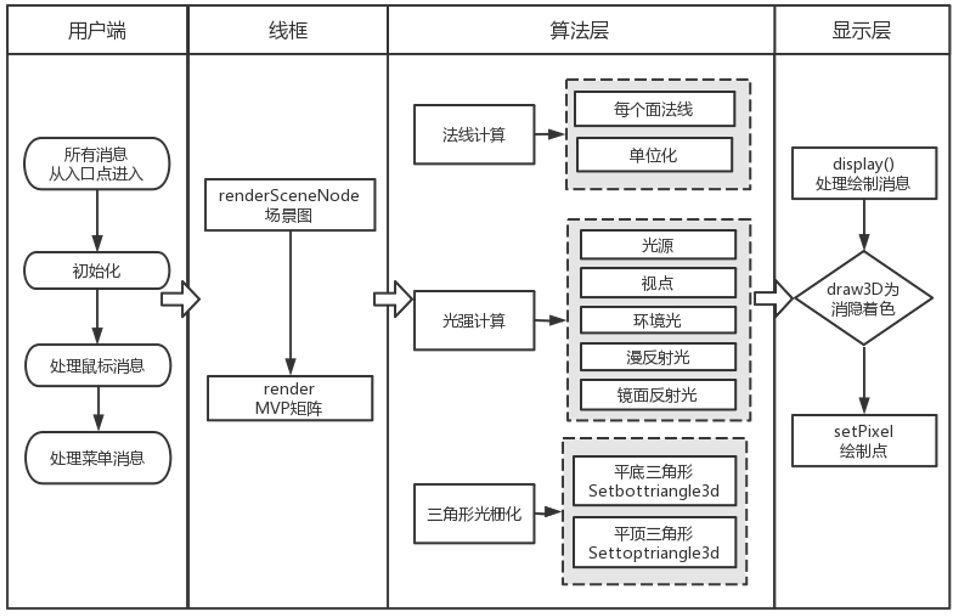 用户端
线框
算法层
显示层
所有消息
从入口点进入
初始化
处理鼠标消息
处理菜单消息
renderSceneNode
场景图
render
MVP矩阵
法线计算
每个面法线
单位化
光强计算
光源
视点
环境光
漫反射光
镜面反射光
三角形光栅化
平底三角形
Setbottriangle3d
平顶三角形
Settoptriangle3d
display()
处理绘制消息
draw3D为
消隐着色
setPixel
绘制点